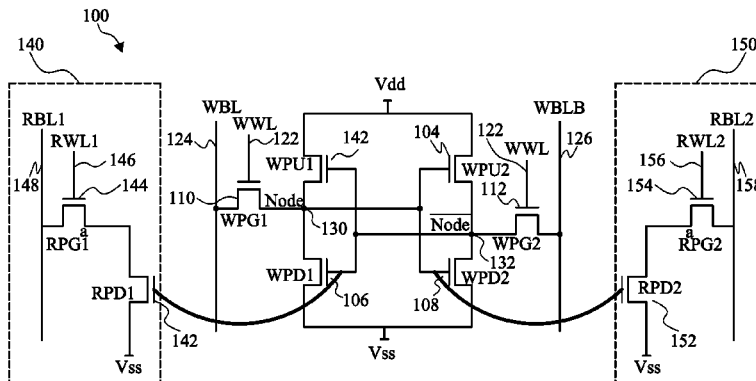 100
140
150
Vdd
RBL1
WBL
WBLB
RBL2
RWL1
WWL
124
122
142
104
122
WWL
126
RWL2
146
WPU1
WPU2
156
148
144
110
Node
Node
112
154
158
RPG1
a
WPG1
130
132
WPG2
a
RPG2
RPD1
WPD1
106
108
WPD2
RPD2
142
152
Vss
Vss
Vss